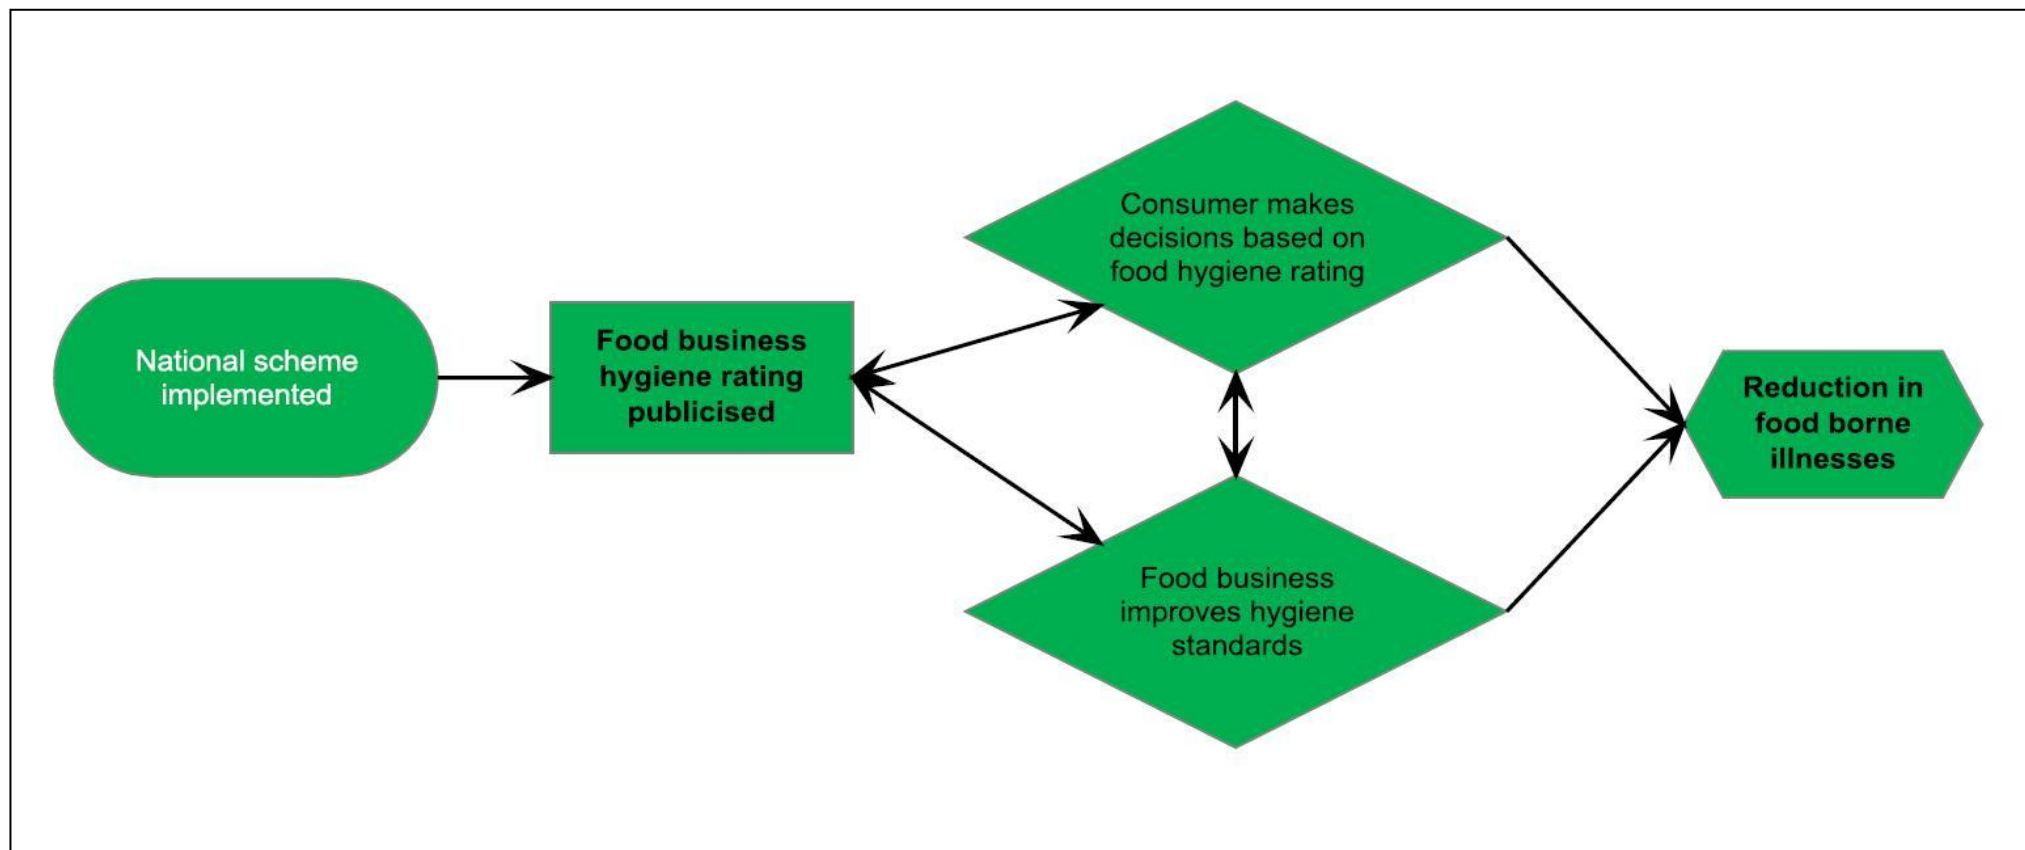 National scheme
implemented
Food business
hygiene rating
publicised
Consumer makes
decisions based on
food hygiene rating
Food business
improves hygiene
standards
Reduction in
food borne
illnesses